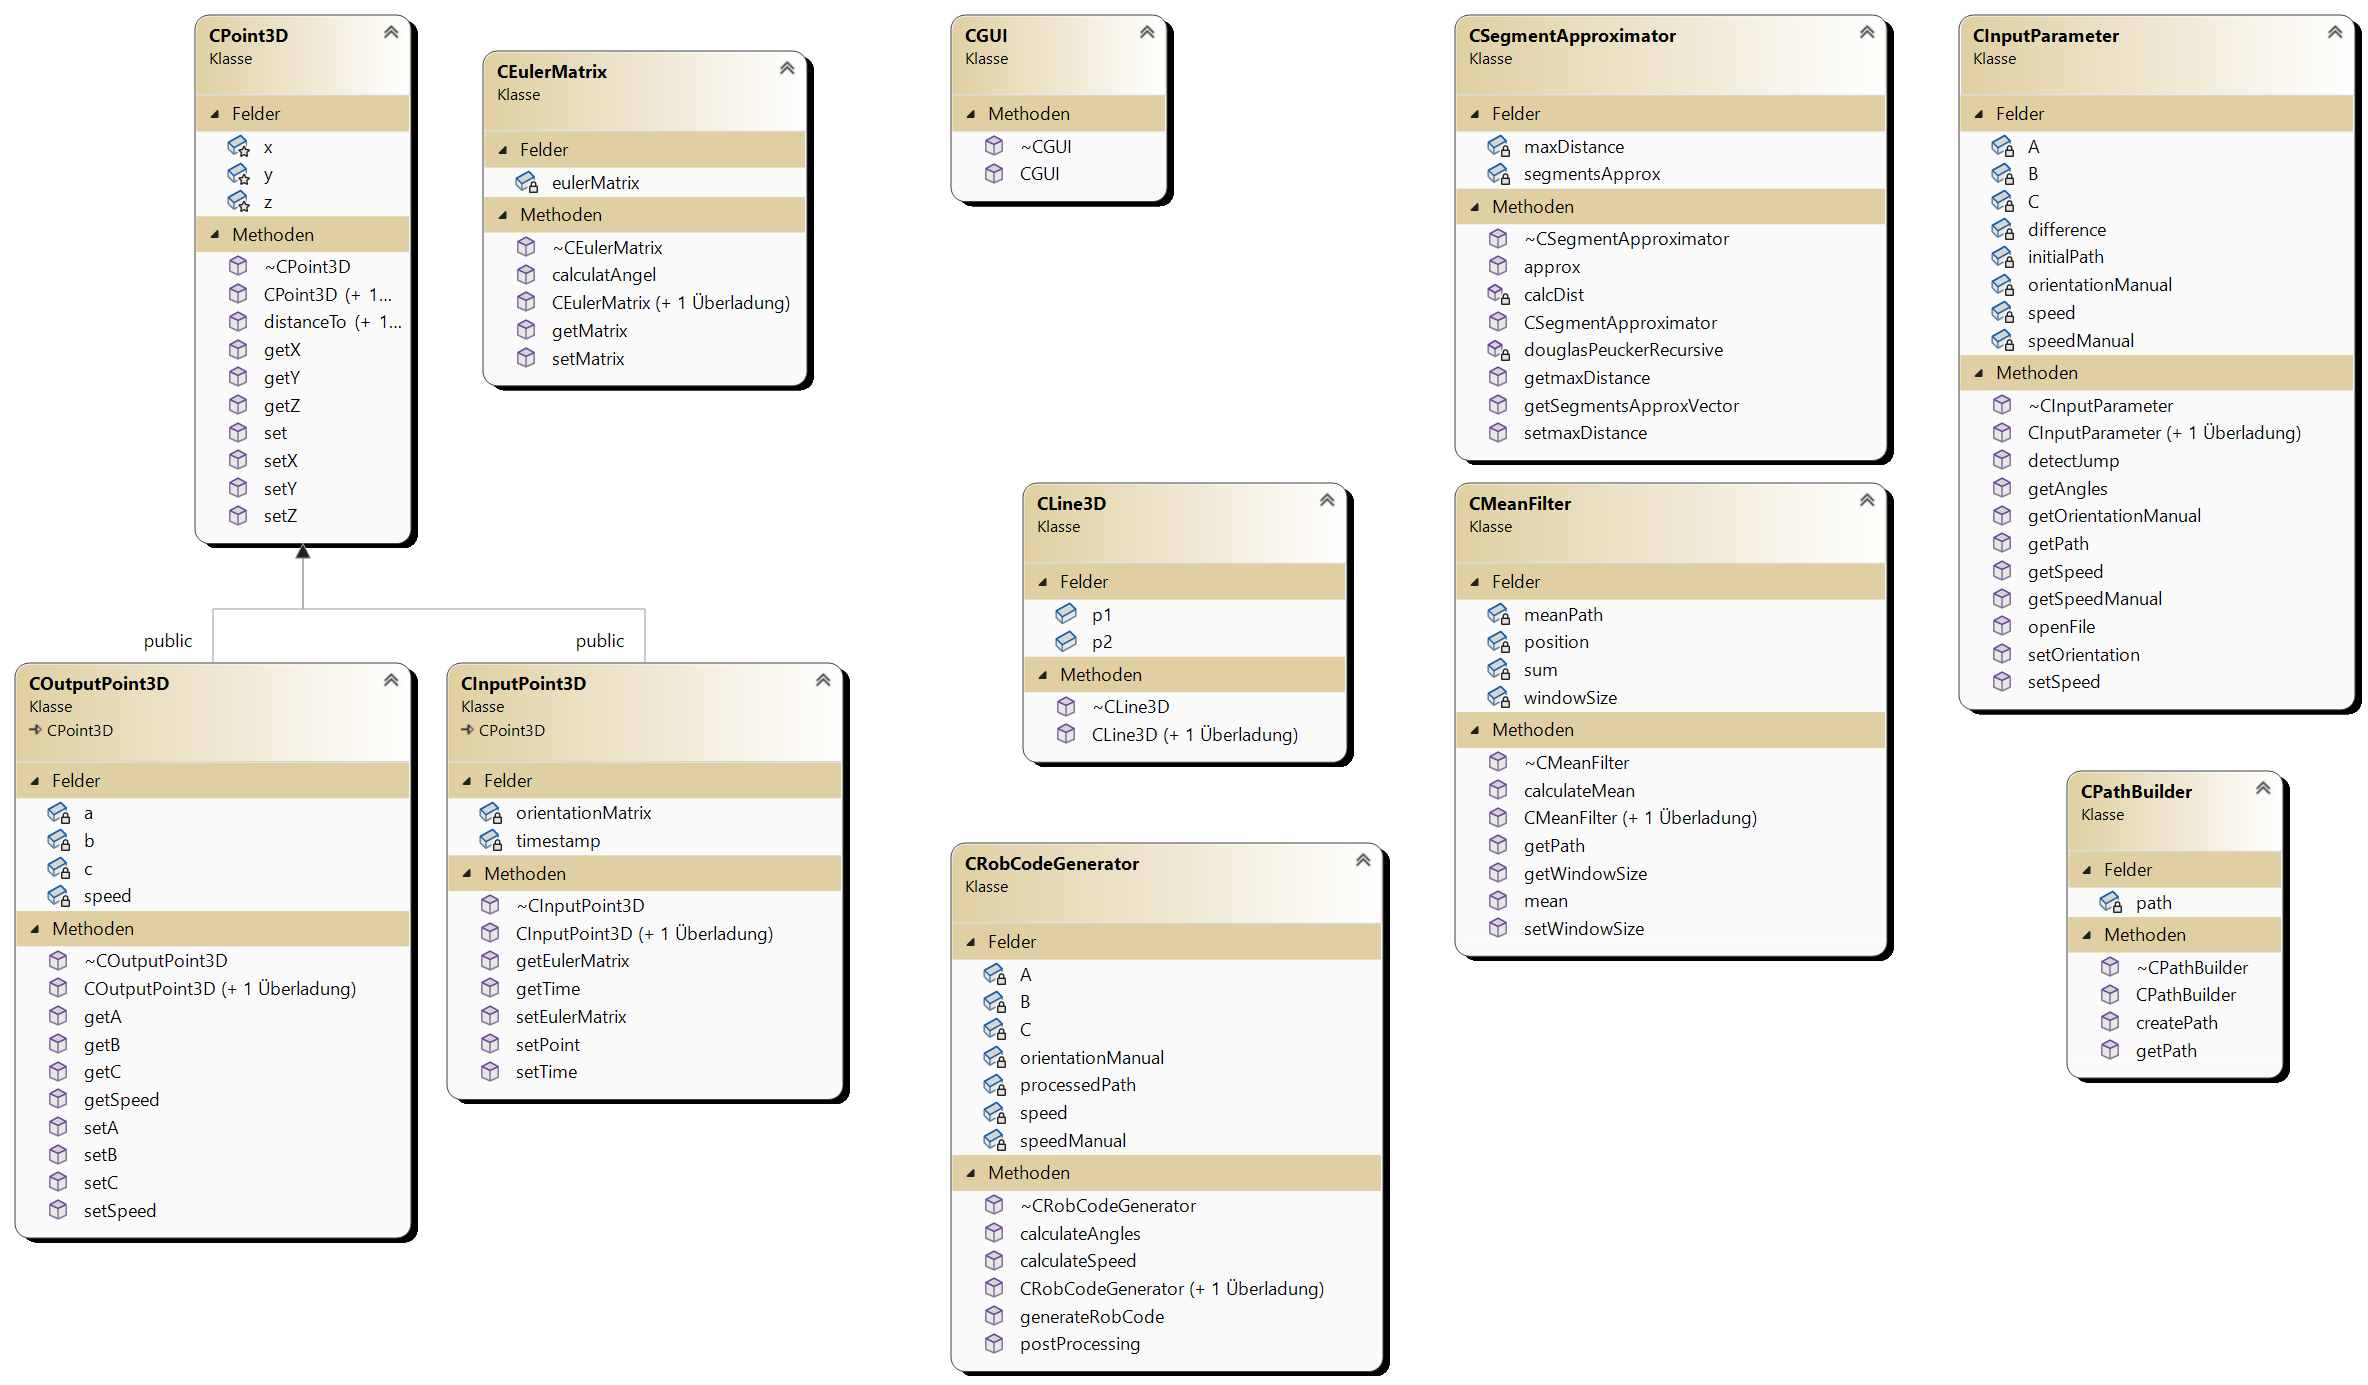 CPoint3D
Klasse
Felder
x
y
z
Methoden
~CPoint3D
CPoint3D (+ 1...
distanceTo (+ 1...
getX
getY
getZ
set
setX
setY
setZ
CEulerMatrix
Klasse
Felder
eulerMatrix
Methoden
~CEulerMatrix
calculatAngel
CEulerMatrix (+ 1 Überladung)
getMatrix
setMatrix
CGUI
Klasse
Methoden
~CGUI
CGUI
CSegmentApproximator
Klasse
Felder
maxDistance
segmentsApprox
Methoden
~CSegmentApproximator
approx
calcDist
CSegmentApproximator
douglasPeuckerRecursive
getmaxDistance
getSegmentsApproxVector
setmaxDistance
CInputParameter
Klasse
Felder
A
B
C
difference
initialPath
orientationManual
speed
speedManual
Methoden
~CInputParameter
CInputParameter (+ 1 Überladung)
detectJump
getAngles
getOrientationManual
getPath
getSpeed
getSpeedManual
openFile
setOrientation
setSpeed
public
public
COutputPoint3D
Klasse
CPoint3D
Felder
a
b
c
speed
Methoden
~COutputPoint3D
COutputPoint3D (+ 1 Überladung)
getA
getB
getC
getSpeed
setA
setB
setC
setSpeed
CInputPoint3D
Klasse
CPoint3D
Felder
orientationMatrix
timestamp
Methoden
~CInputPoint3D
CInputPoint3D (+ 1 Überladung)
getEulerMatrix
getTime
setEulerMatrix
setPoint
setTime
CLine3D
Klasse
Felder
p1
p2
Methoden
~CLine3D
CLine3D (+ 1 Überladung)
CMeanFilter
Klasse
Felder
meanPath
position
sum
windowSize
Methoden
~CMeanFilter
calculateMean
CMeanFilter (+ 1 Überladung)
getPath
getWindowSize
mean
setWindowSize
CRobCodeGenerator
Klasse
Felder
A
B
C
orientationManual
processedPath
speed
speedManual
Methoden
~CRobCodeGenerator
calculateAngles
calculateSpeed
CRobCodeGenerator (+ 1 Überladung)
generateRobCode
postProcessing
CPathBuilder
Klasse
Felder
path
Methoden
~CPathBuilder
CPathBuilder
createPath
getPath